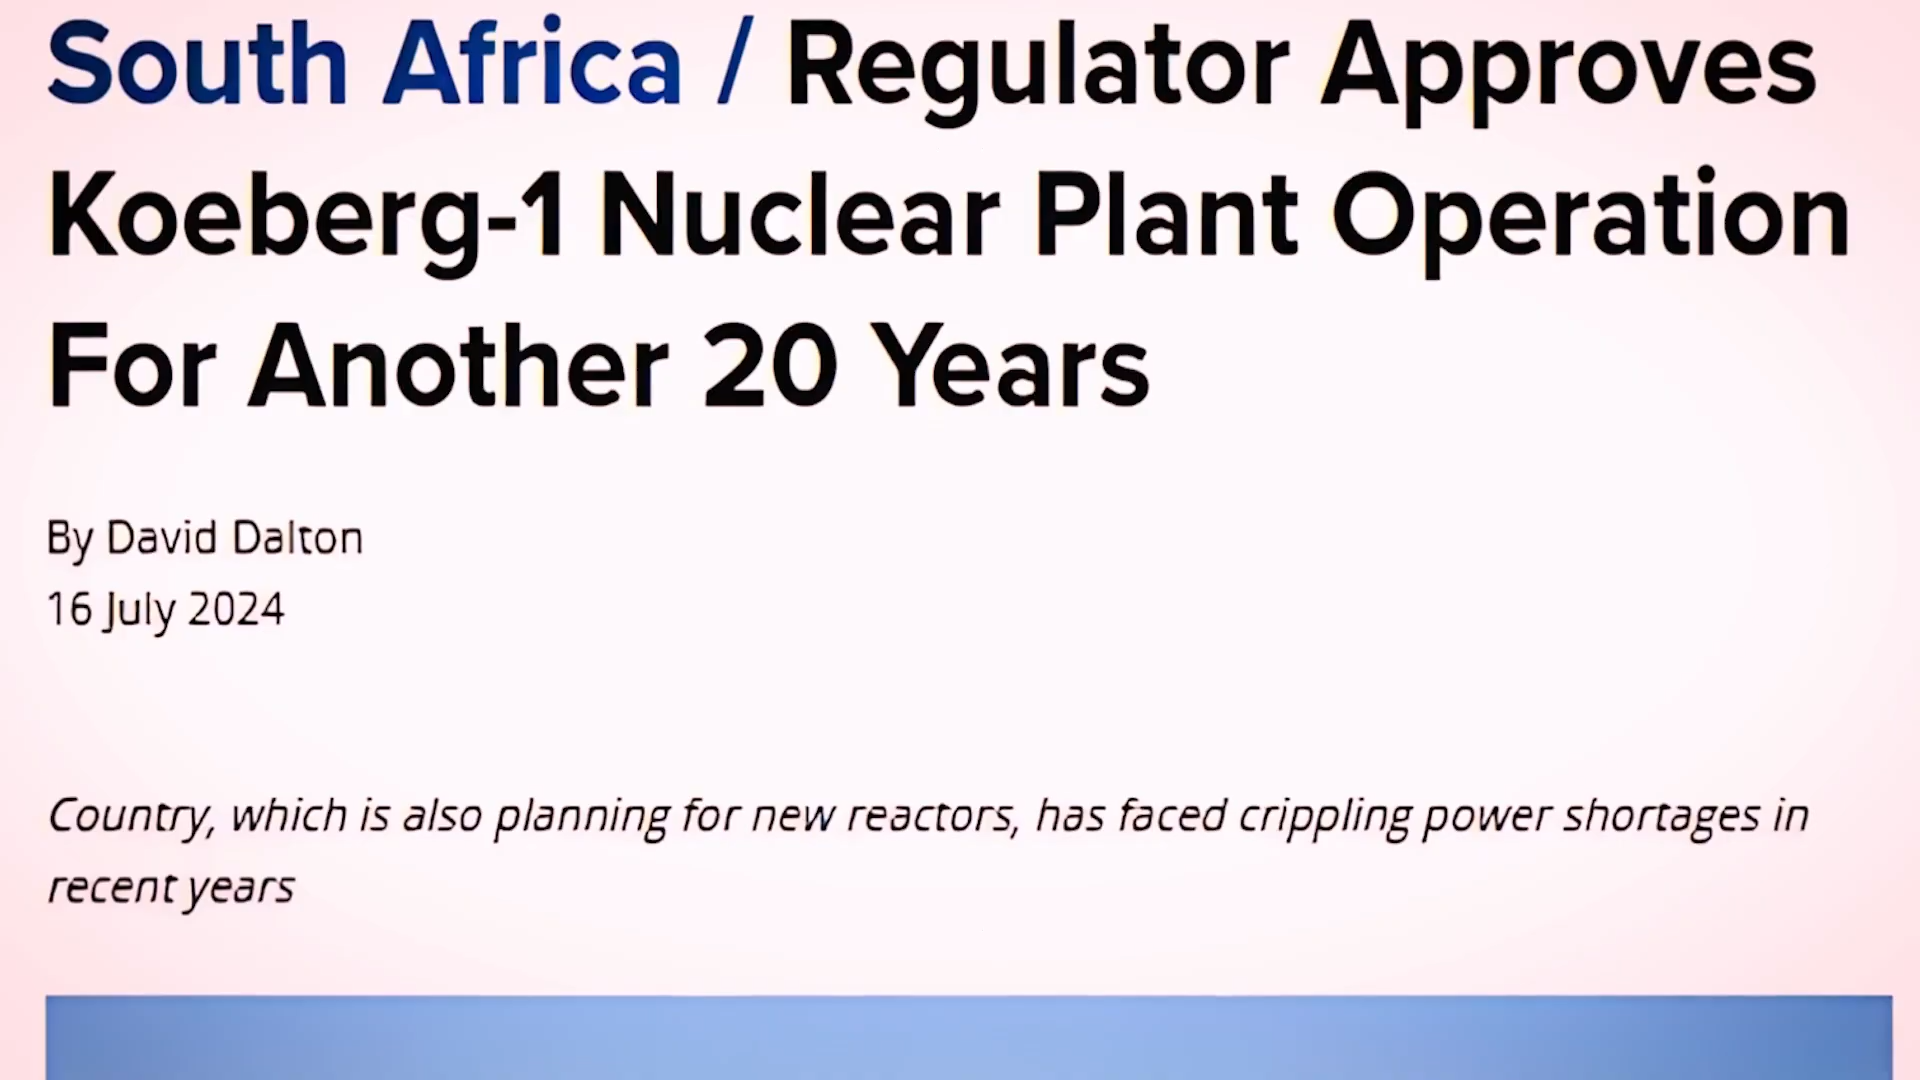 South Africa / Regulator Approves
Koeberg-1 Nuclear Plant Operation
For Another 20 Years
By David Dalton
16 July 2024
Country, which is also planning for new reactors, has faced crippling power shortages in
recent years